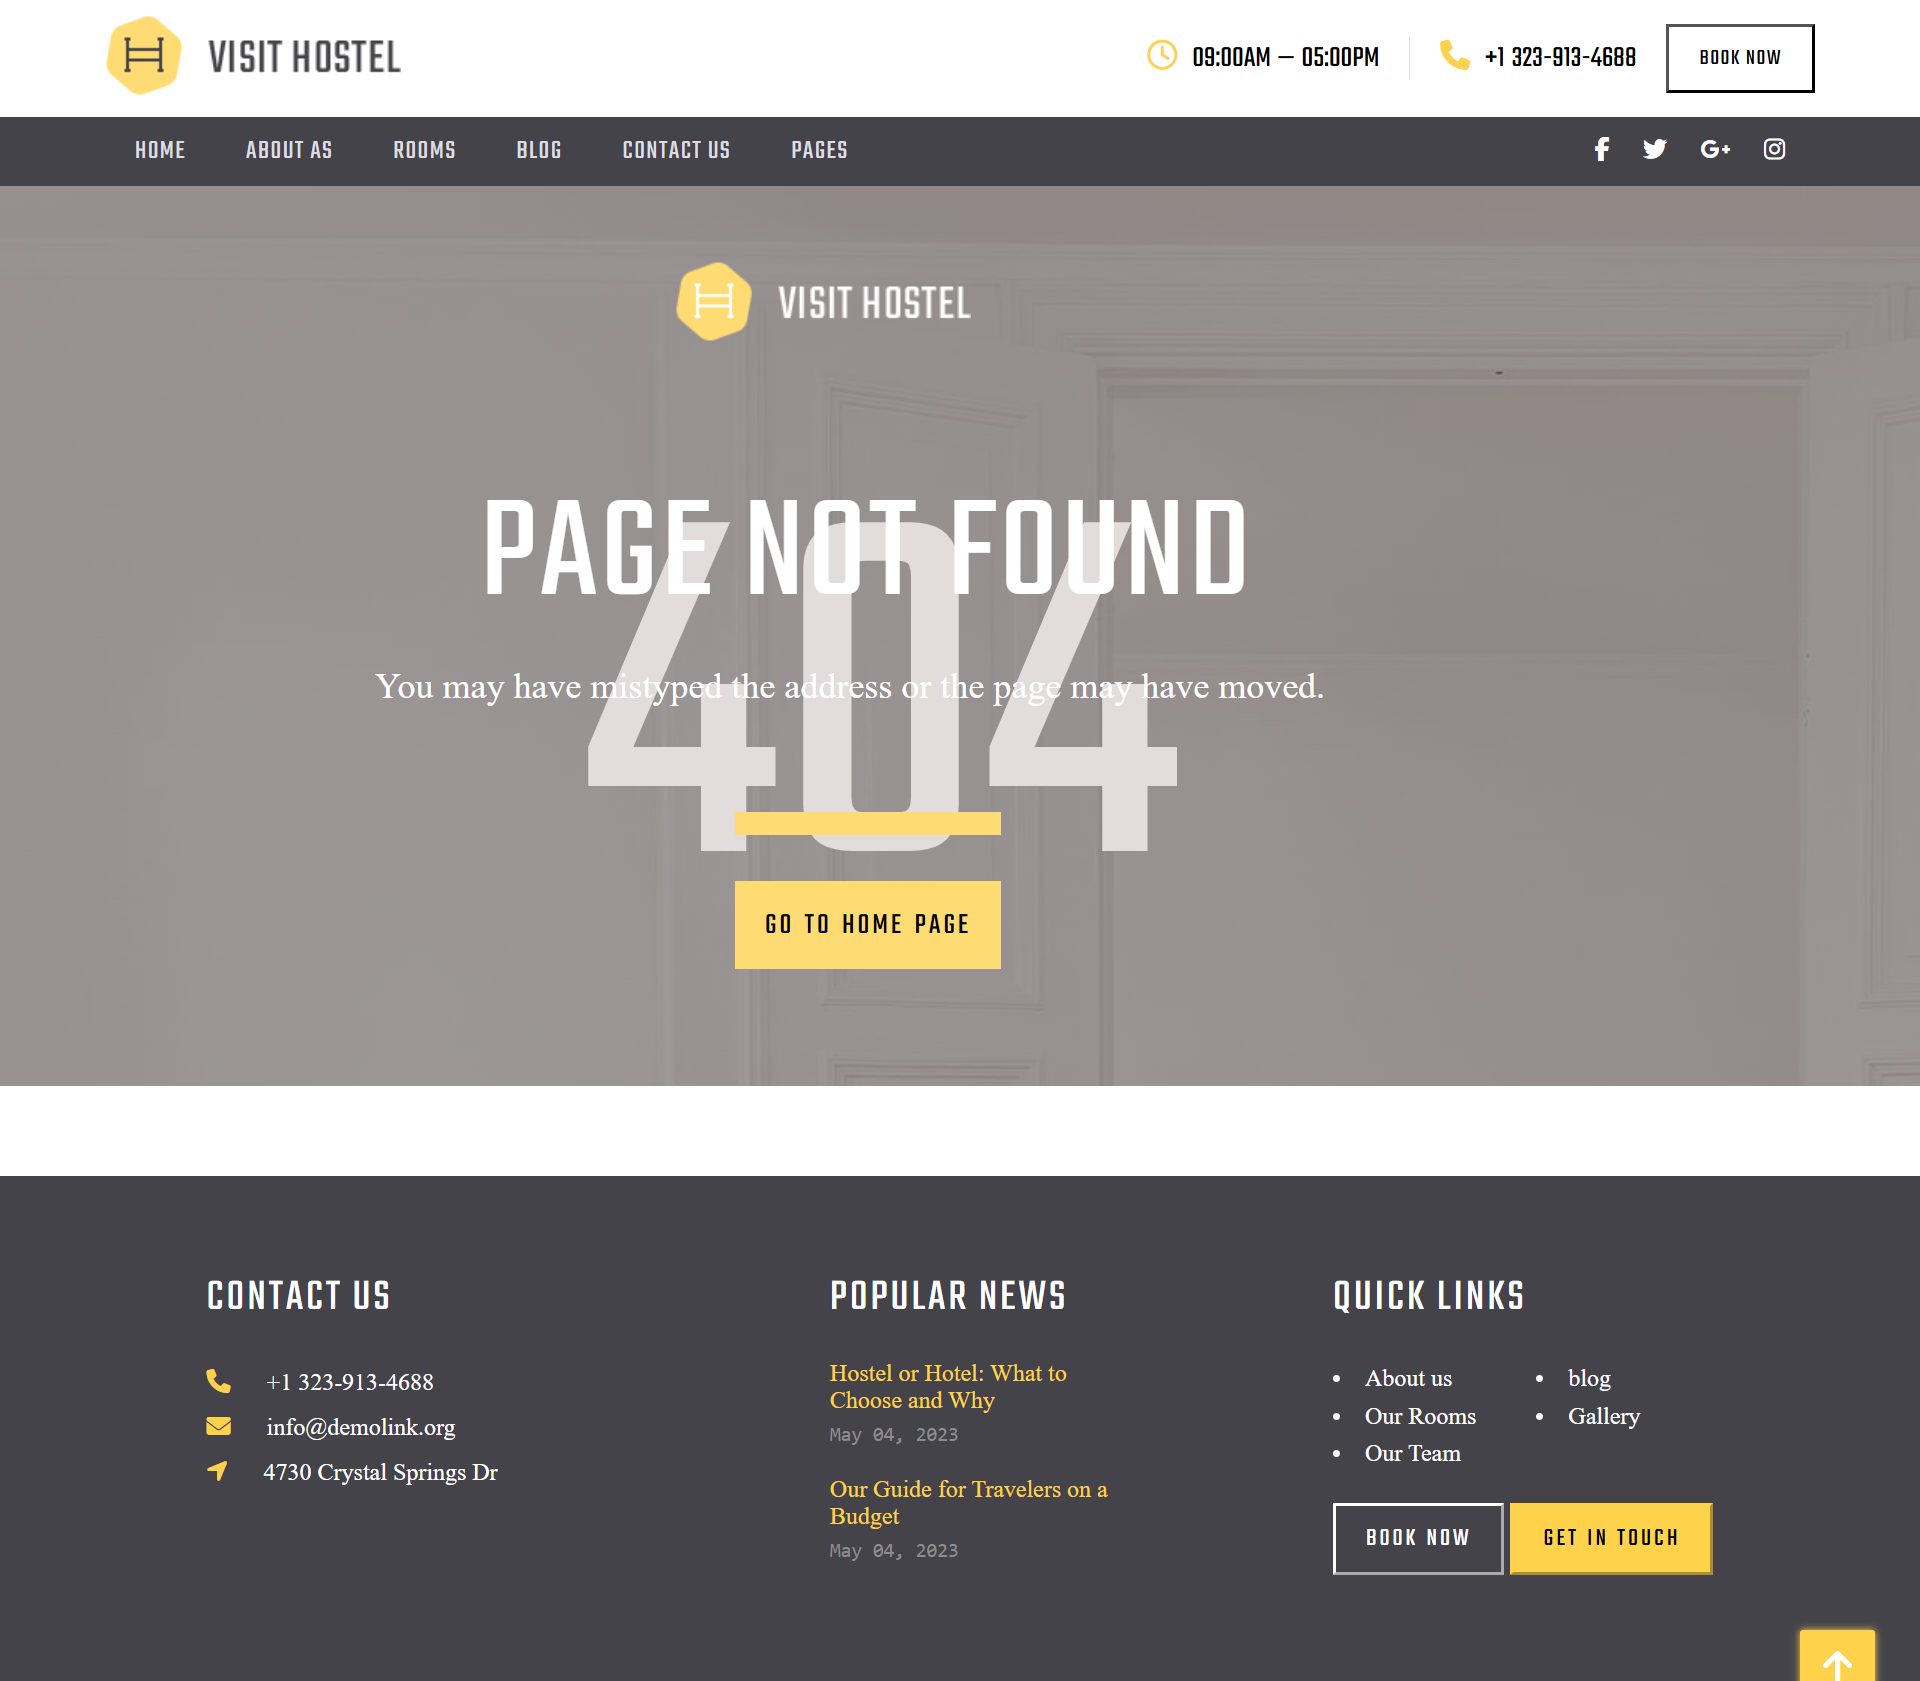 VISIT HOSTEL
09:00AM — 05:00PM
+1 323-913-4688
BOOK NOW
HOME
ABOUT AS
ROOMS
BLOG
CONTACT US
PAGES
VISIT HOSTEL
PAGE NOT FOUND
404
You may have mistyped the address or the page may have moved.
GO TO HOME PAGE
CONTACT US
+1 323-913-4688
info@demolink.org
4730 Crystal Springs Dr
POPULAR NEWS
Hostel or Hotel: What to
Choose and Why
May 04, 2023
Our Guide for Travelers on a
Budget
May 04, 2023
QUICK LINKS
About us
Our Rooms
Our Team
blog
Gallery
BOOK NOW
GET IN TOUCH